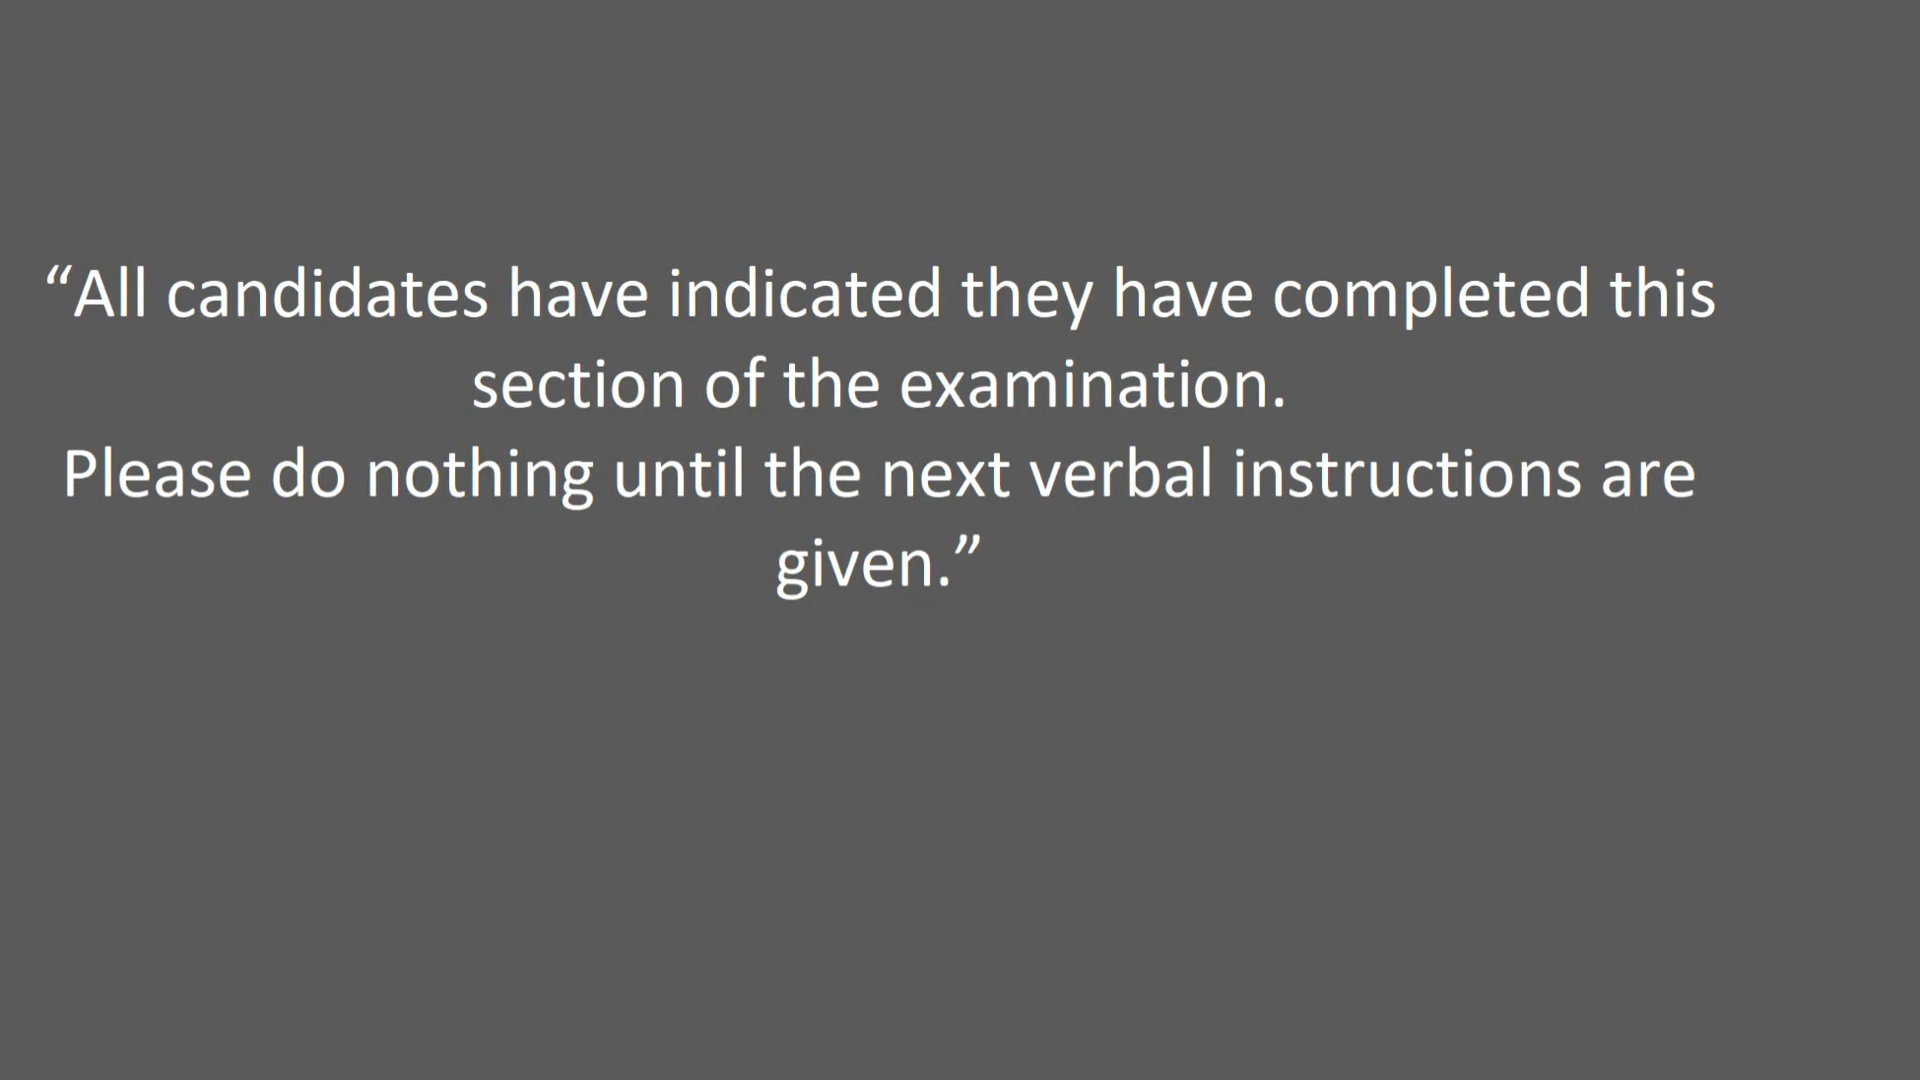 “All candidates have indicated they have completed this
section of the examination.
Please do nothing until the next verbal instructions are
given.”